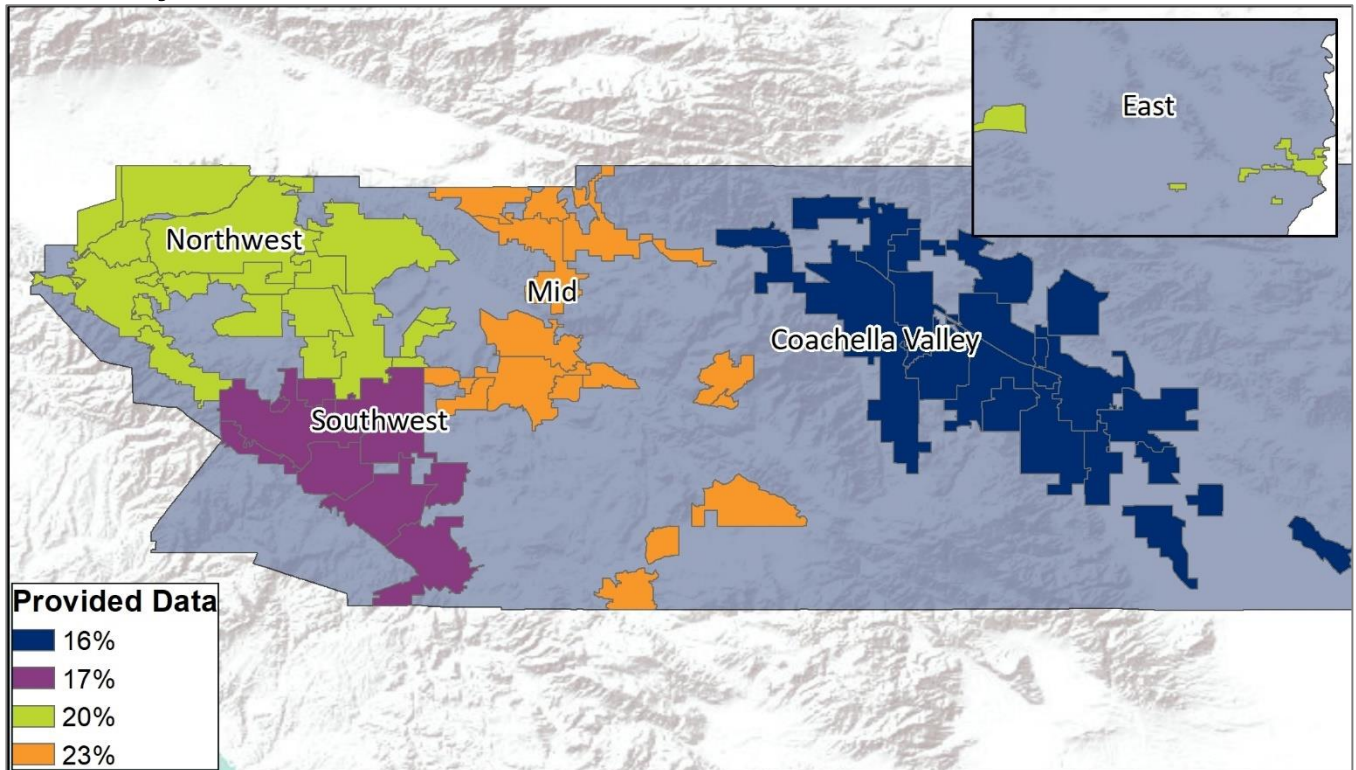 East
Northwest
Mid
Coachella Valley
Southwest
Provided Data
16%
17%
20%
23%